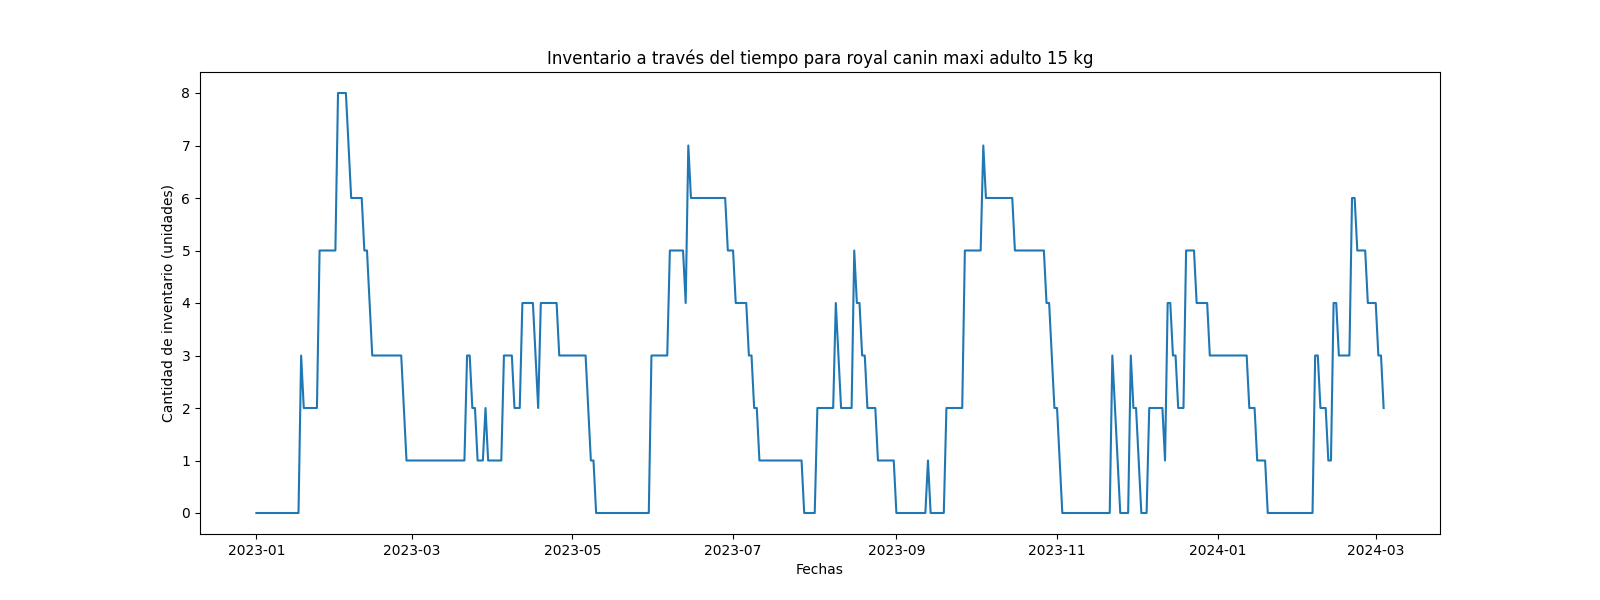 Inventario a través del tiempo para royal canin maxi adulto 15 kg
Cantidad de inventario (unidades)
8
7
6
5
4
3
2
1
0
2023-01 2023-03 2023-05 2023-07 2023-09 2023-11 2024-01 2024-03
Fechas